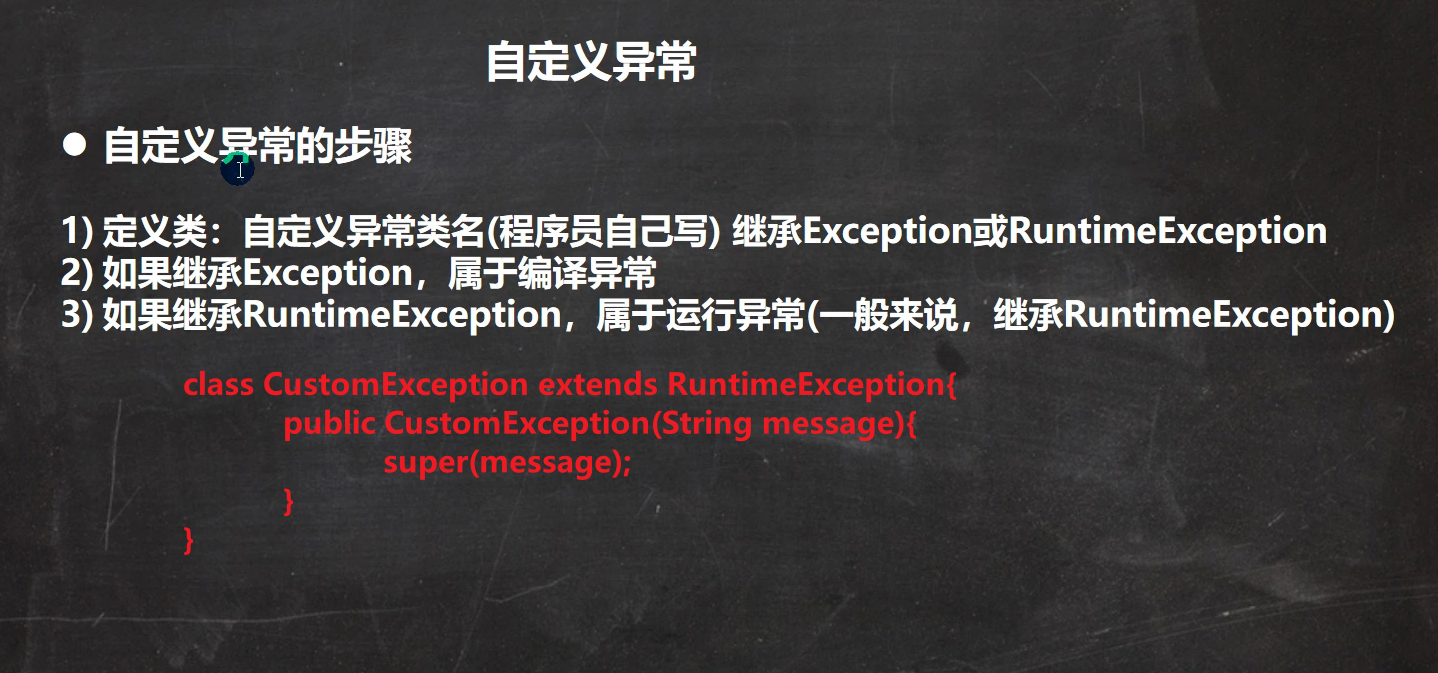 自定义异常
● 自定义异常的步骤
1) 定义类：自定义异常类名(程序员自己写) 继承Exception或RuntimeException
2) 如果继承Exception，属于编译异常
3) 如果继承RuntimeException，属于运行异常(一般来说，继承RuntimeException)
class CustomException extends RuntimeException{
public CustomException(String message){
super(message);
}
}